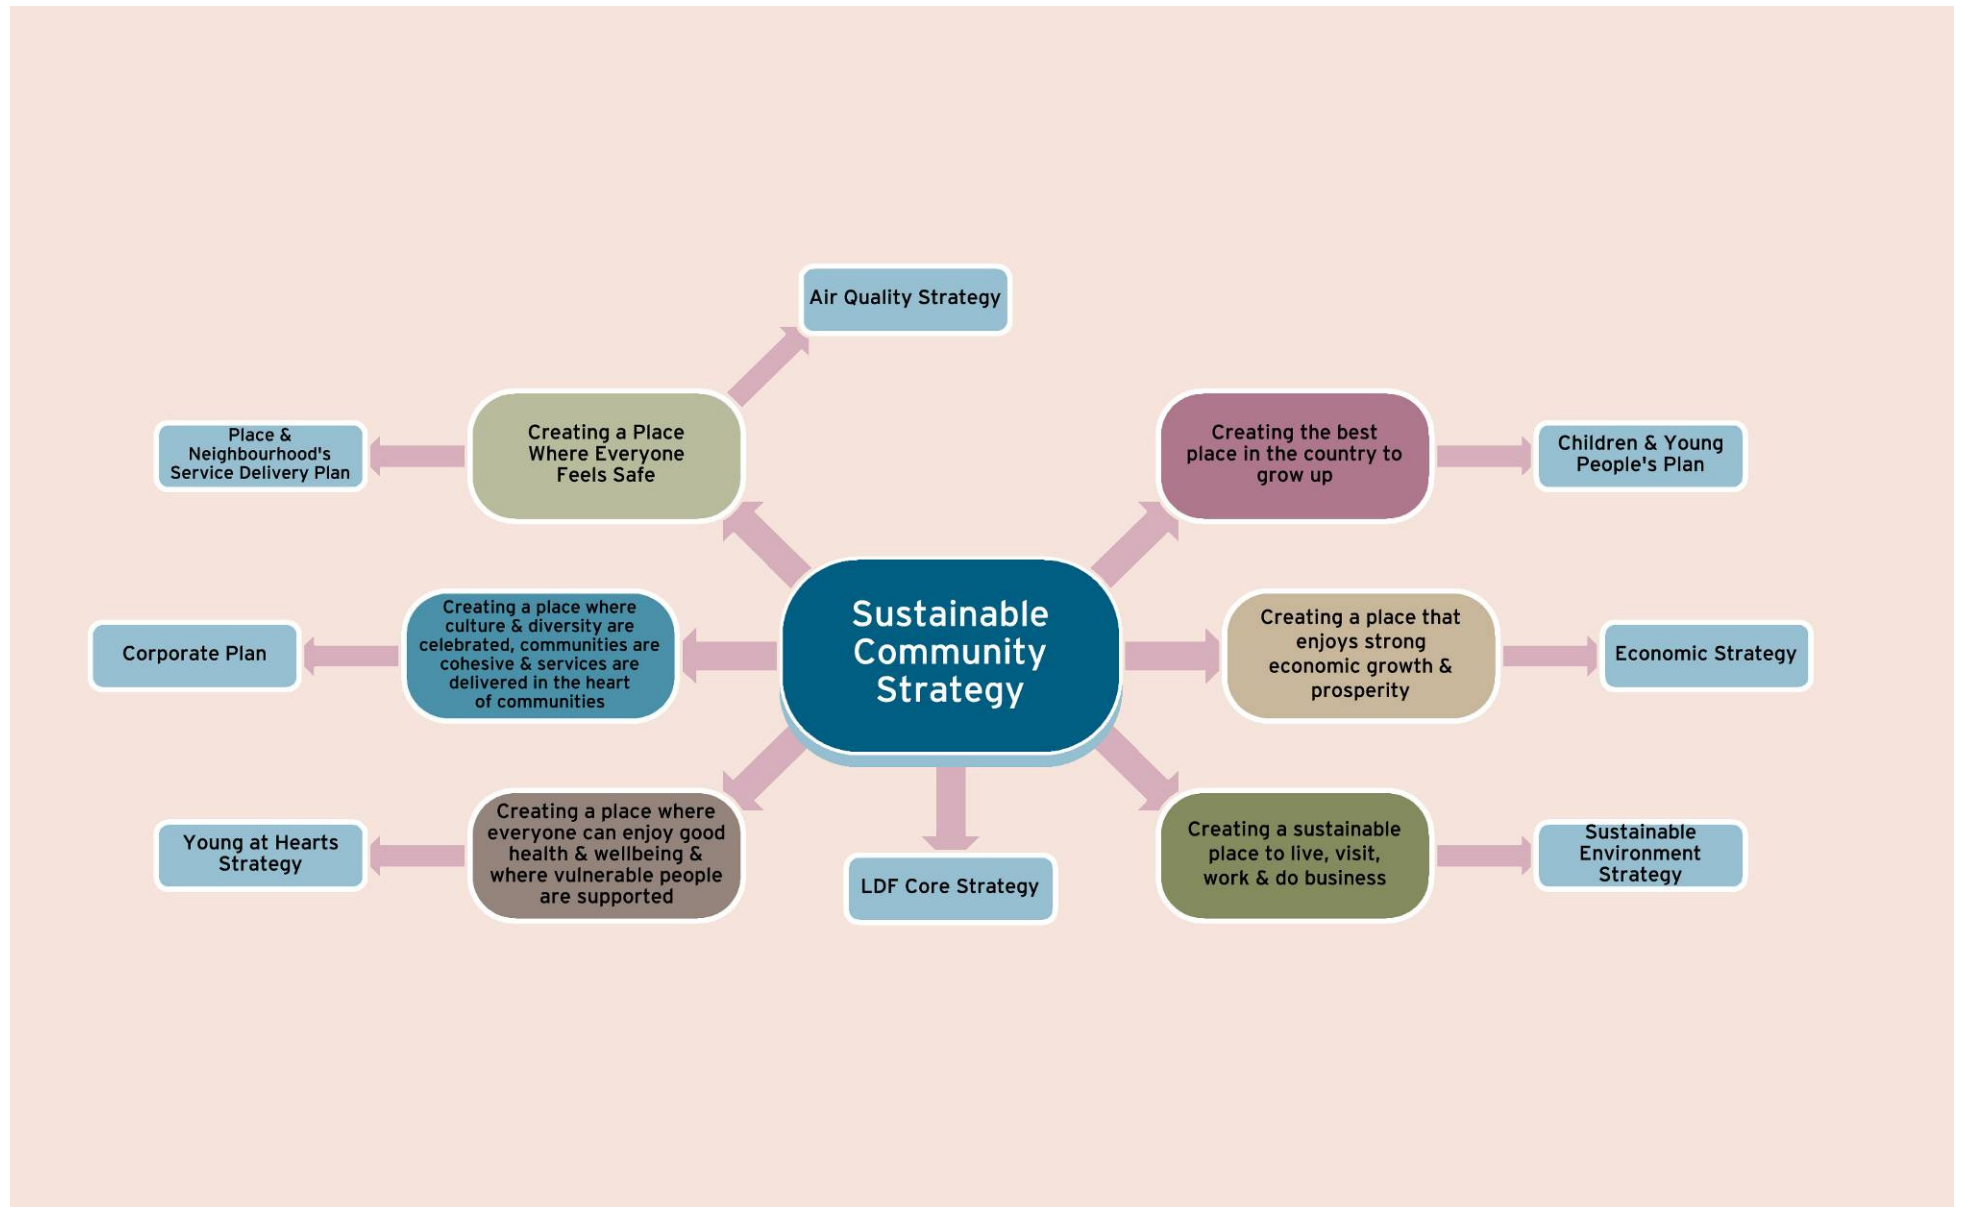 Air Quality Strategy
Creating a Place
Where Everyone
Feels Safe
Place &
Neighbourhood's
Service Delivery Plan
Creating the best
place in the country to
grow up
Children & Young
People's Plan
Sustainable
Community
Strategy
Creating a place where
culture & diversity are
celebrated, communities are
cohesive & services are
delivered in the heart
of communities
Corporate Plan
Creating a place that
enjoys strong
economic growth &
prosperity
Economic Strategy
Creating a place where
everyone can enjoy good
health & wellbeing &
where vulnerable people
are supported
Young at Hearts
Strategy
LDF Core Strategy
Creating a sustainable
place to live, visit,
work & do business
Sustainable
Environment
Strategy